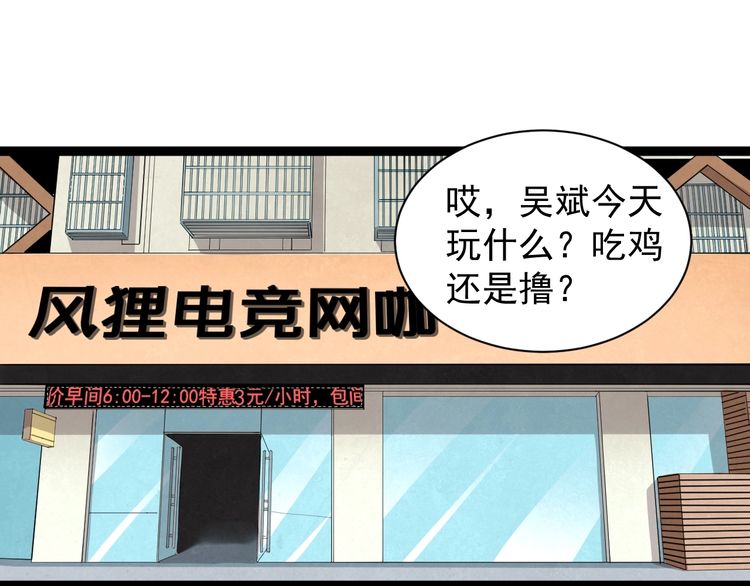 哎，吴斌今天
玩什么？吃鸡
还是撸？
风狸电竞网咖
价早间6:00-12:00特惠3元/小时，包间